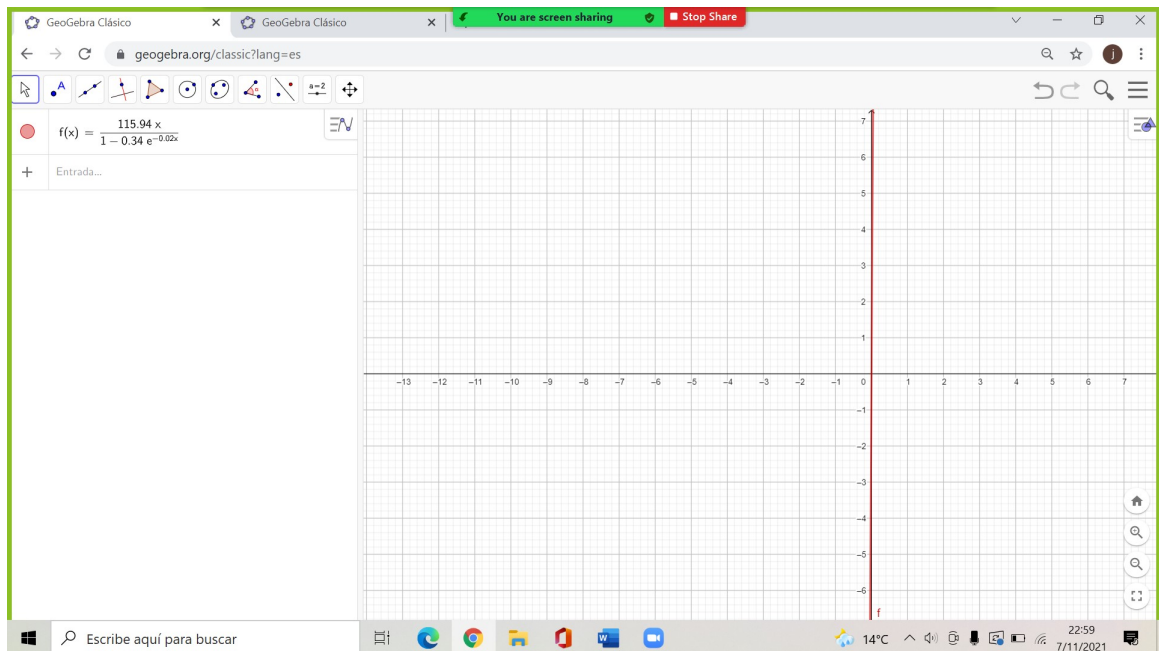 GeoGebra Clásico
GeoGebra Clásico
You are screen sharing
Stop Share
geogebra.org/classic?lang=es
j
A
a=2
f(x) = 115.94 x / 1 − 0.34 e^−0.02x
+ Entrada...
7
6
5
4
3
2
1
−13 −12 −11 −10 −9 −8 −7 −6 −5 −4 −3 −2 −1 0 1 2 3 4 5 6 7
−1
−2
−3
−4
−5
−6
f
Escribe aquí para buscar
14°C
22:59
7/11/2021